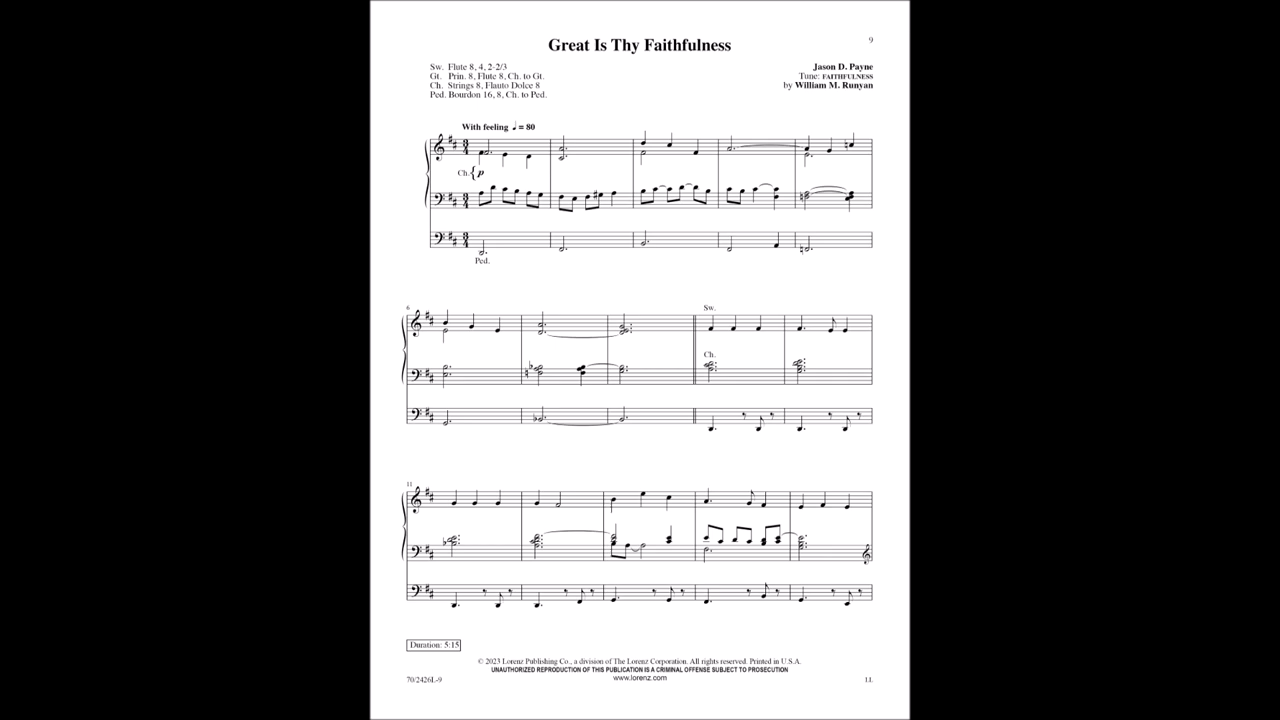 9
Great Is Thy Faithfulness
Sw. Flute 8, 4, 2-2/3
Gt. Prin. 8, Flute 8, Ch. to Gt.
Ch. Strings 8, Flauto Dolce 8
Ped. Bourdon 16, 8, Ch. to Ped.
Jason D. Payne
Tune: FAITHFULNESS
by William M. Runyan
With feeling ♩ = 80
Ch. { p
Ped.
6
Sw.
Ch.
11
Duration: 5:15
© 2023 Lorenz Publishing Co., a division of The Lorenz Corporation. All rights reserved. Printed in U.S.A.
UNAUTHORIZED REPRODUCTION OF THIS PUBLICATION IS A CRIMINAL OFFENSE SUBJECT TO PROSECUTION
www.lorenz.com
70/2426L-9
LL